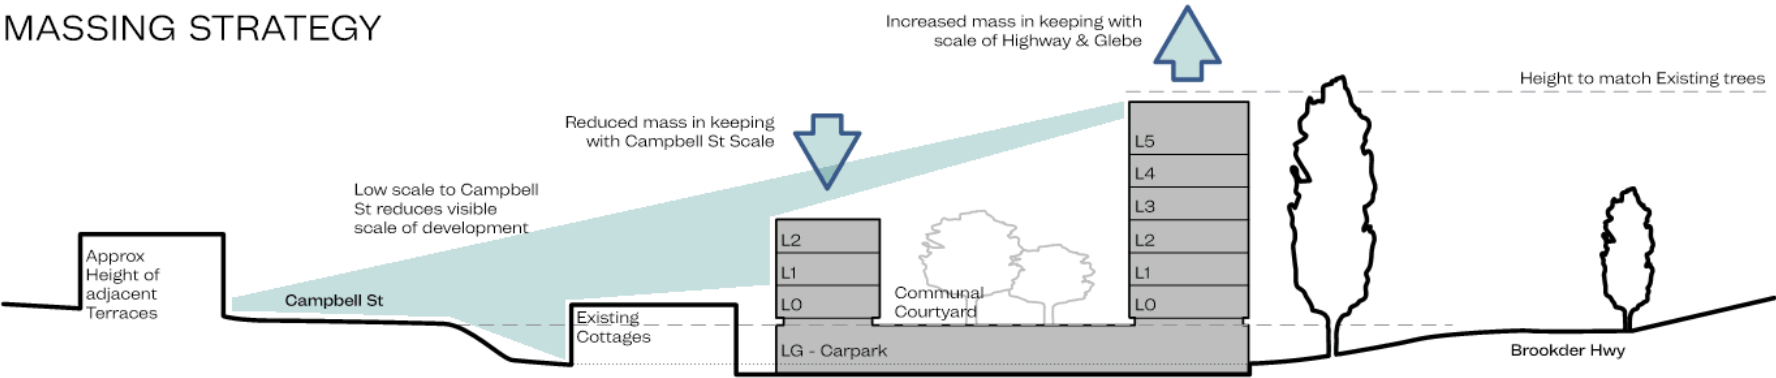 MASSING STRATEGY
Increased mass in keeping with
scale of Highway & Glebe
Height to match Existing trees
Reduced mass in keeping
with Campbell St Scale
Low scale to Campbell
St reduces visible
scale of development
Approx
Height of
adjacent
Terraces
Campbell St
Existing
Cottages
L2
L1
L0
LG - Carpark
Communal
Courtyard
L5
L4
L3
L2
L1
L0
Brookder Hwy